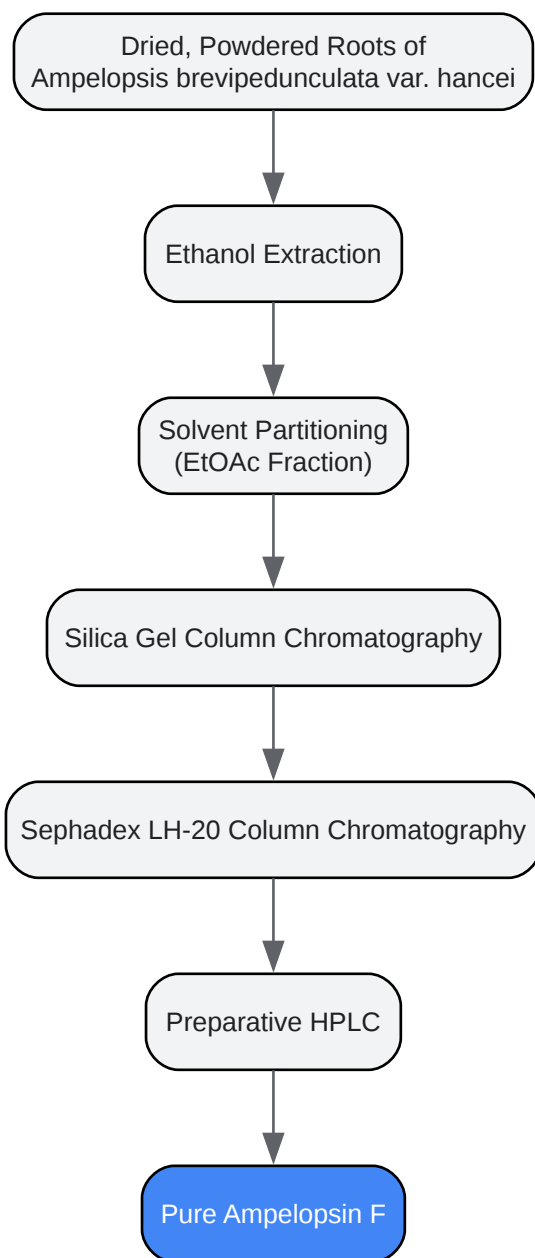 Dried, Powdered Roots of
Ampelopsis brevipedunculata var. hancei
Ethanol Extraction
Solvent Partitioning
(EtOAc Fraction)
Silica Gel Column Chromatography
Sephadex LH-20 Column Chromatography
Preparative HPLC
Pure Ampelopsin F